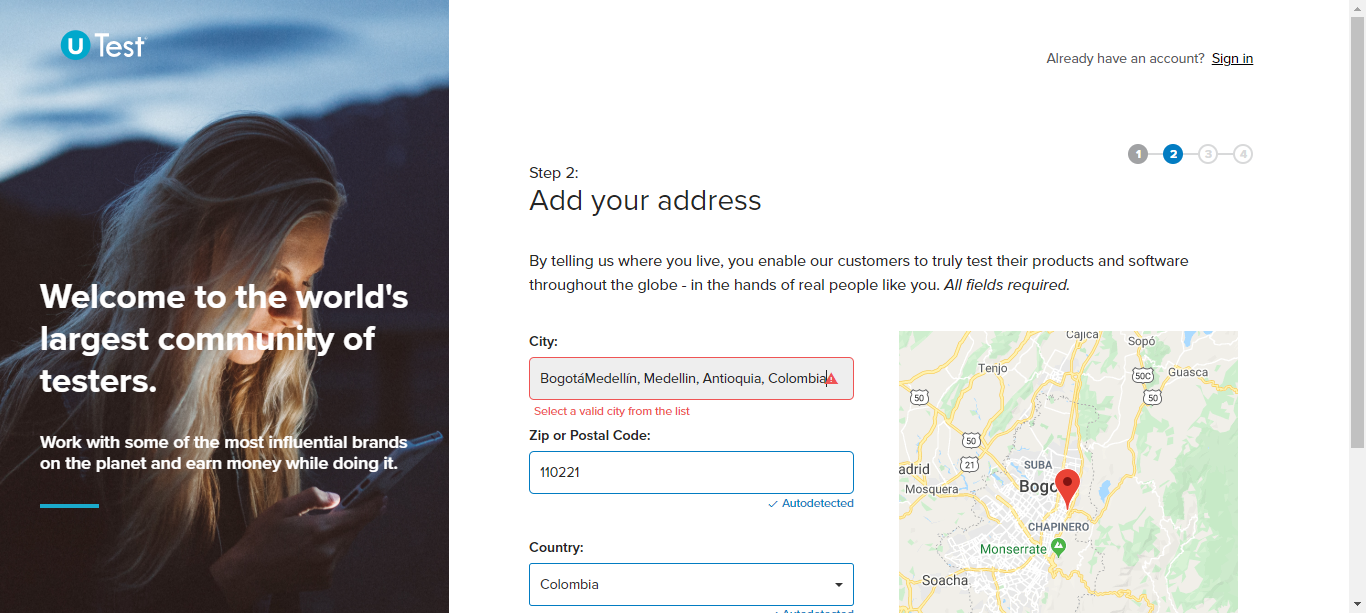 U Test
Already have an account? Sign in
1 2 3 4
Step 2:
Add your address
By telling us where you live, you enable our customers to truly test their products and software
throughout the globe - in the hands of real people like you. All fields required.
Welcome to the world's
largest community of
testers.
Work with some of the most influential brands
on the planet and earn money while doing it.
City:
BogotáMedellín, Medellin, Antioquia, Colombia
Select a valid city from the list
Zip or Postal Code:
110221
Autodetected
Country:
Colombia
Autodetected
Cajica
Sopó
Tenjo
50C
Guasca
50
50
50
21
SUBA
adrid
Mosquera
Bogo
CHAPINERO
Monserrate
Soacha